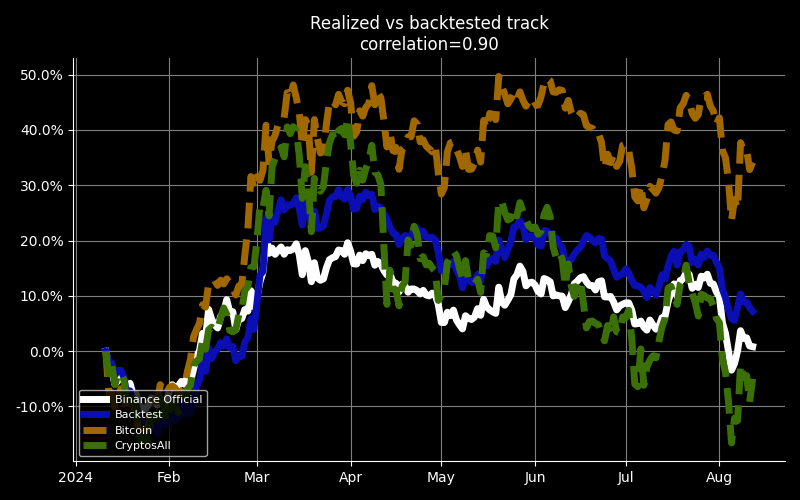 Realized vs backtested track
correlation=0.90
50.0%
40.0%
30.0%
20.0%
10.0%
0.0%
-10.0%
Binance Official
Backtest
Bitcoin
CryptosAll
2024
Feb
Mar
Apr
May
Jun
Jul
Aug